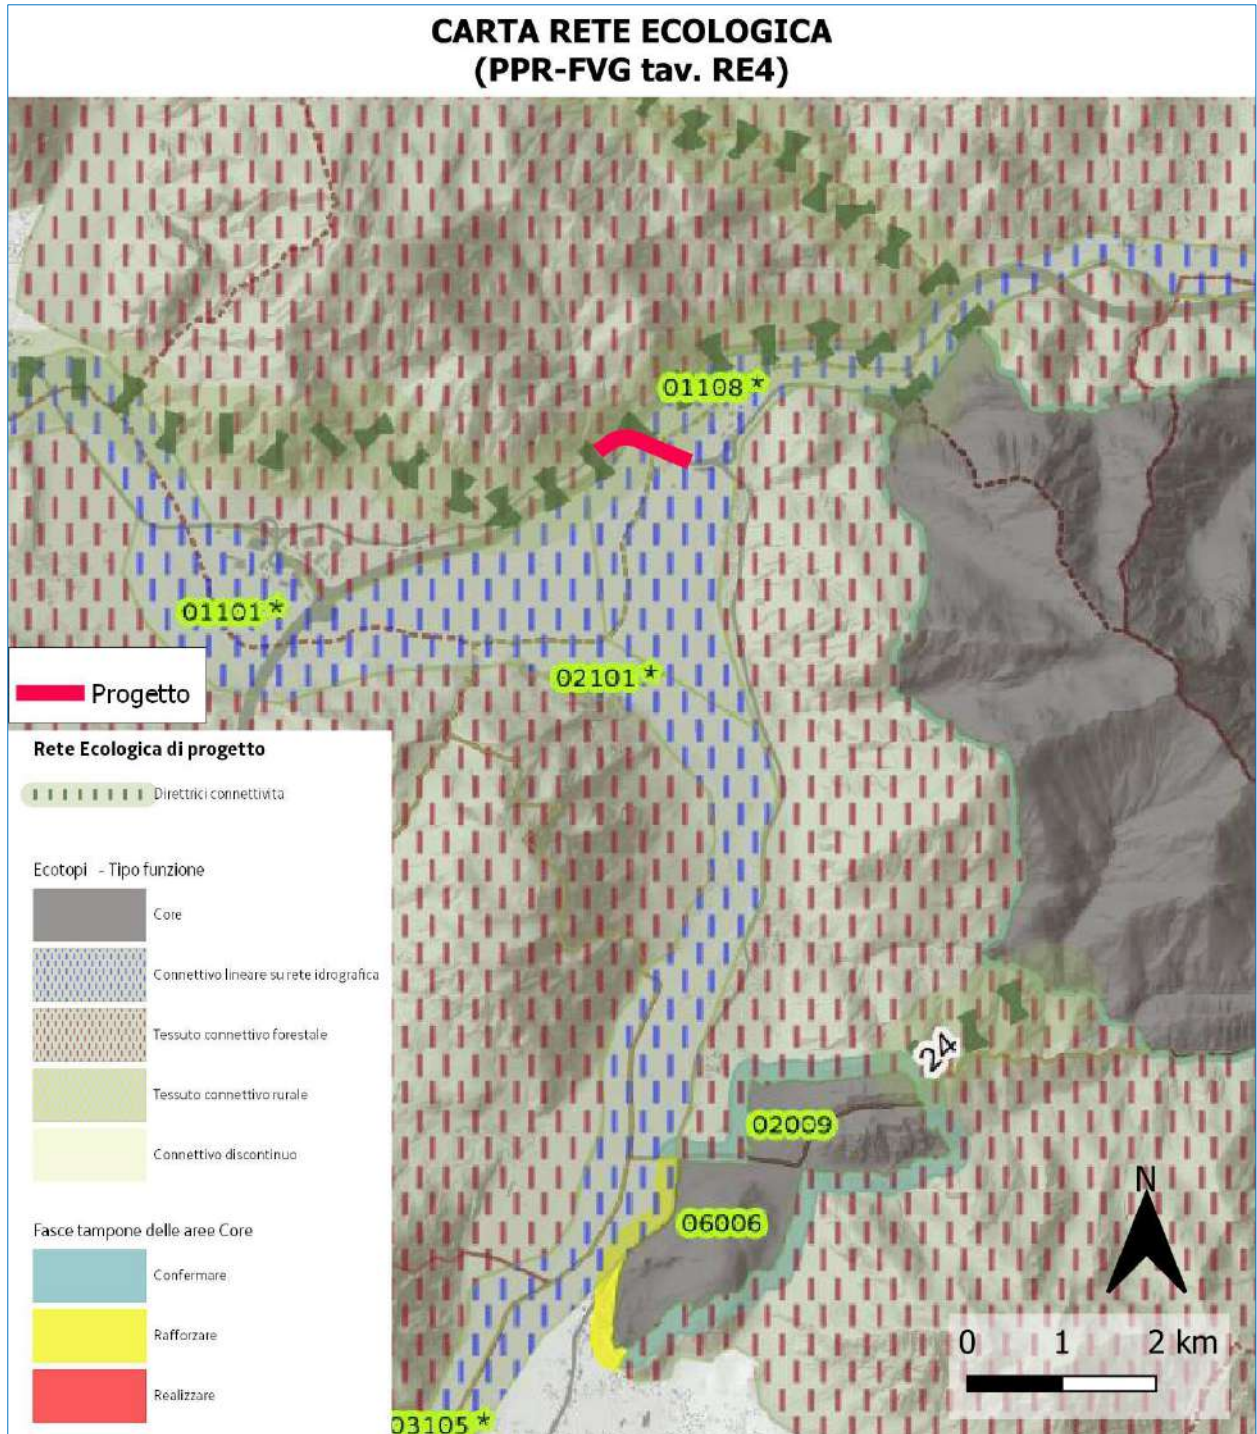 CARTA RETE ECOLOGICA
(PPR-FVG tav. RE4)
01108 *
01101 *
02101 *
Progetto
Rete Ecologica di progetto
Direttrici connettivita
Ecotopi - Tipo funzione
Core
Connettivo lineare su rete idrografica
Tessuto connettivo forestale
Tessuto connettivo rurale
Connettivo discontinuo
Fasce tampone delle aree Core
Confermare
Rafforzare
Realizzare
24
02009
06006
03105 *
N
0 1 2 km